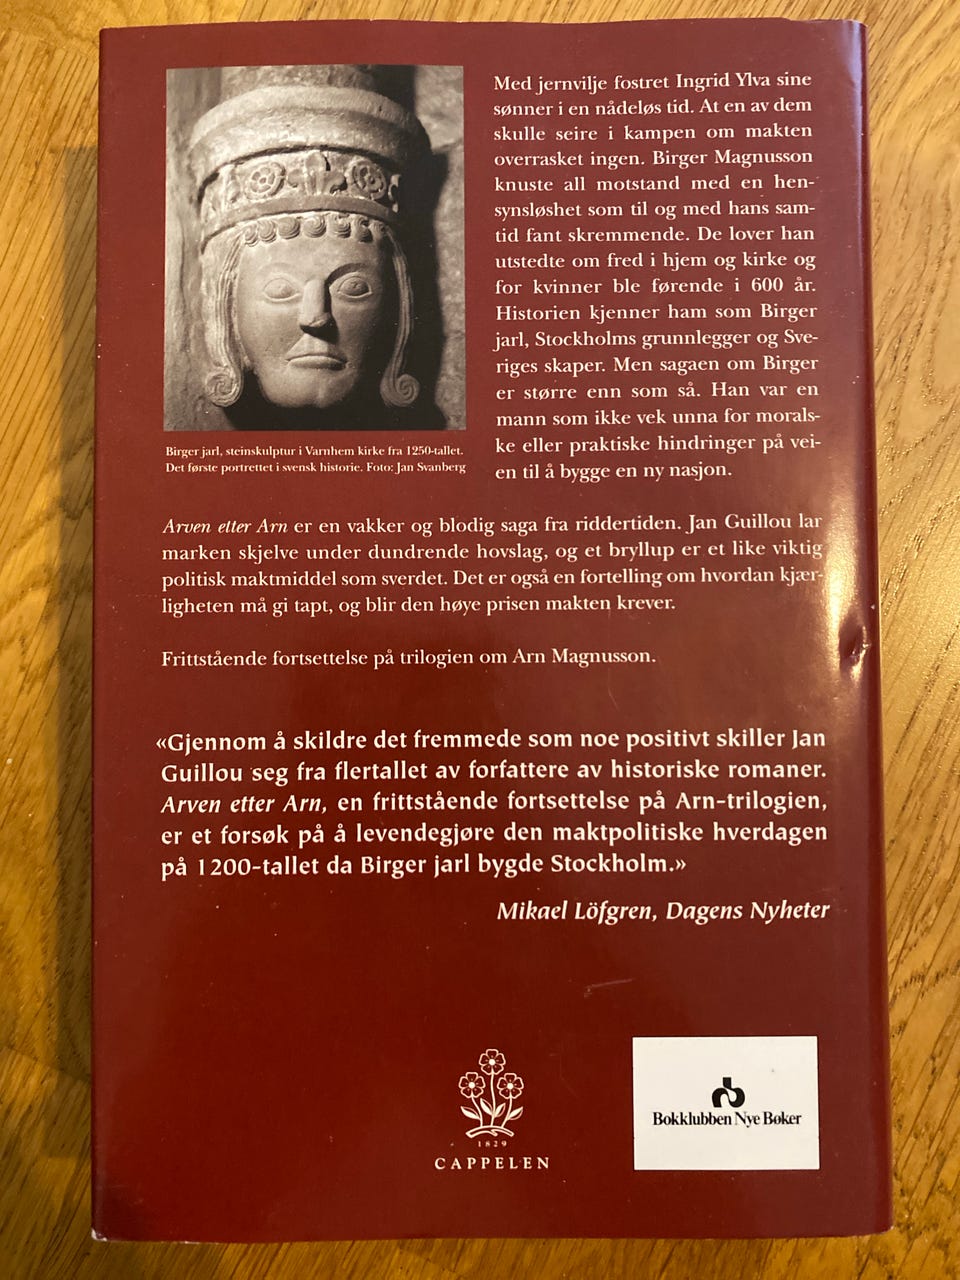 Med jernvilje fostret Ingrid Ylva sine
sønner i en nådeløs tid. At en av dem
skulle seire i kampen om makten
overrasket ingen. Birger Magnusson
knuste all motstand med en hen-
synsløshet som til og med hans sam-
tid fant skremmende. De lover han
utstedte om fred i hjem og kirke og
for kvinner ble førende i 600 år.
Historien kjenner ham som Birger
jarl, Stockholms grunnlegger og Sve-
riges skaper. Men sagaen om Birger
er større enn som så. Han var en
mann som ikke vek unna for morals-
ke eller praktiske hindringer på vei-
en til å bygge en ny nasjon.
Birger jarl, steinskulptur i Varnhem kirke fra 1250-tallet.
Det første portrettet i svensk historie. Foto: Jan Svanberg
Arven etter Arn er en vakker og blodig saga fra riddertiden. Jan Guillou lar
marken skjelve under dundrende hovslag, og et bryllup er et like viktig
politisk maktmiddel som sverdet. Det er også en fortelling om hvordan kjær-
ligheten må gi tapt, og blir den høye prisen makten krever.
Frittstående fortsettelse på trilogien om Arn Magnusson.
«Gjennom å skildre det fremmede som noe positivt skiller Jan
Guillou seg fra flertallet av forfattere av historiske romaner.
Arven etter Arn, en frittstående fortsettelse på Arn-trilogien,
er et forsøk på å levendegjøre den maktpolitiske hverdagen
på 1200-tallet da Birger jarl bygde Stockholm.»
Mikael Löfgren, Dagens Nyheter
1829
CAPPELEN
Bokklubben Nye Bøker